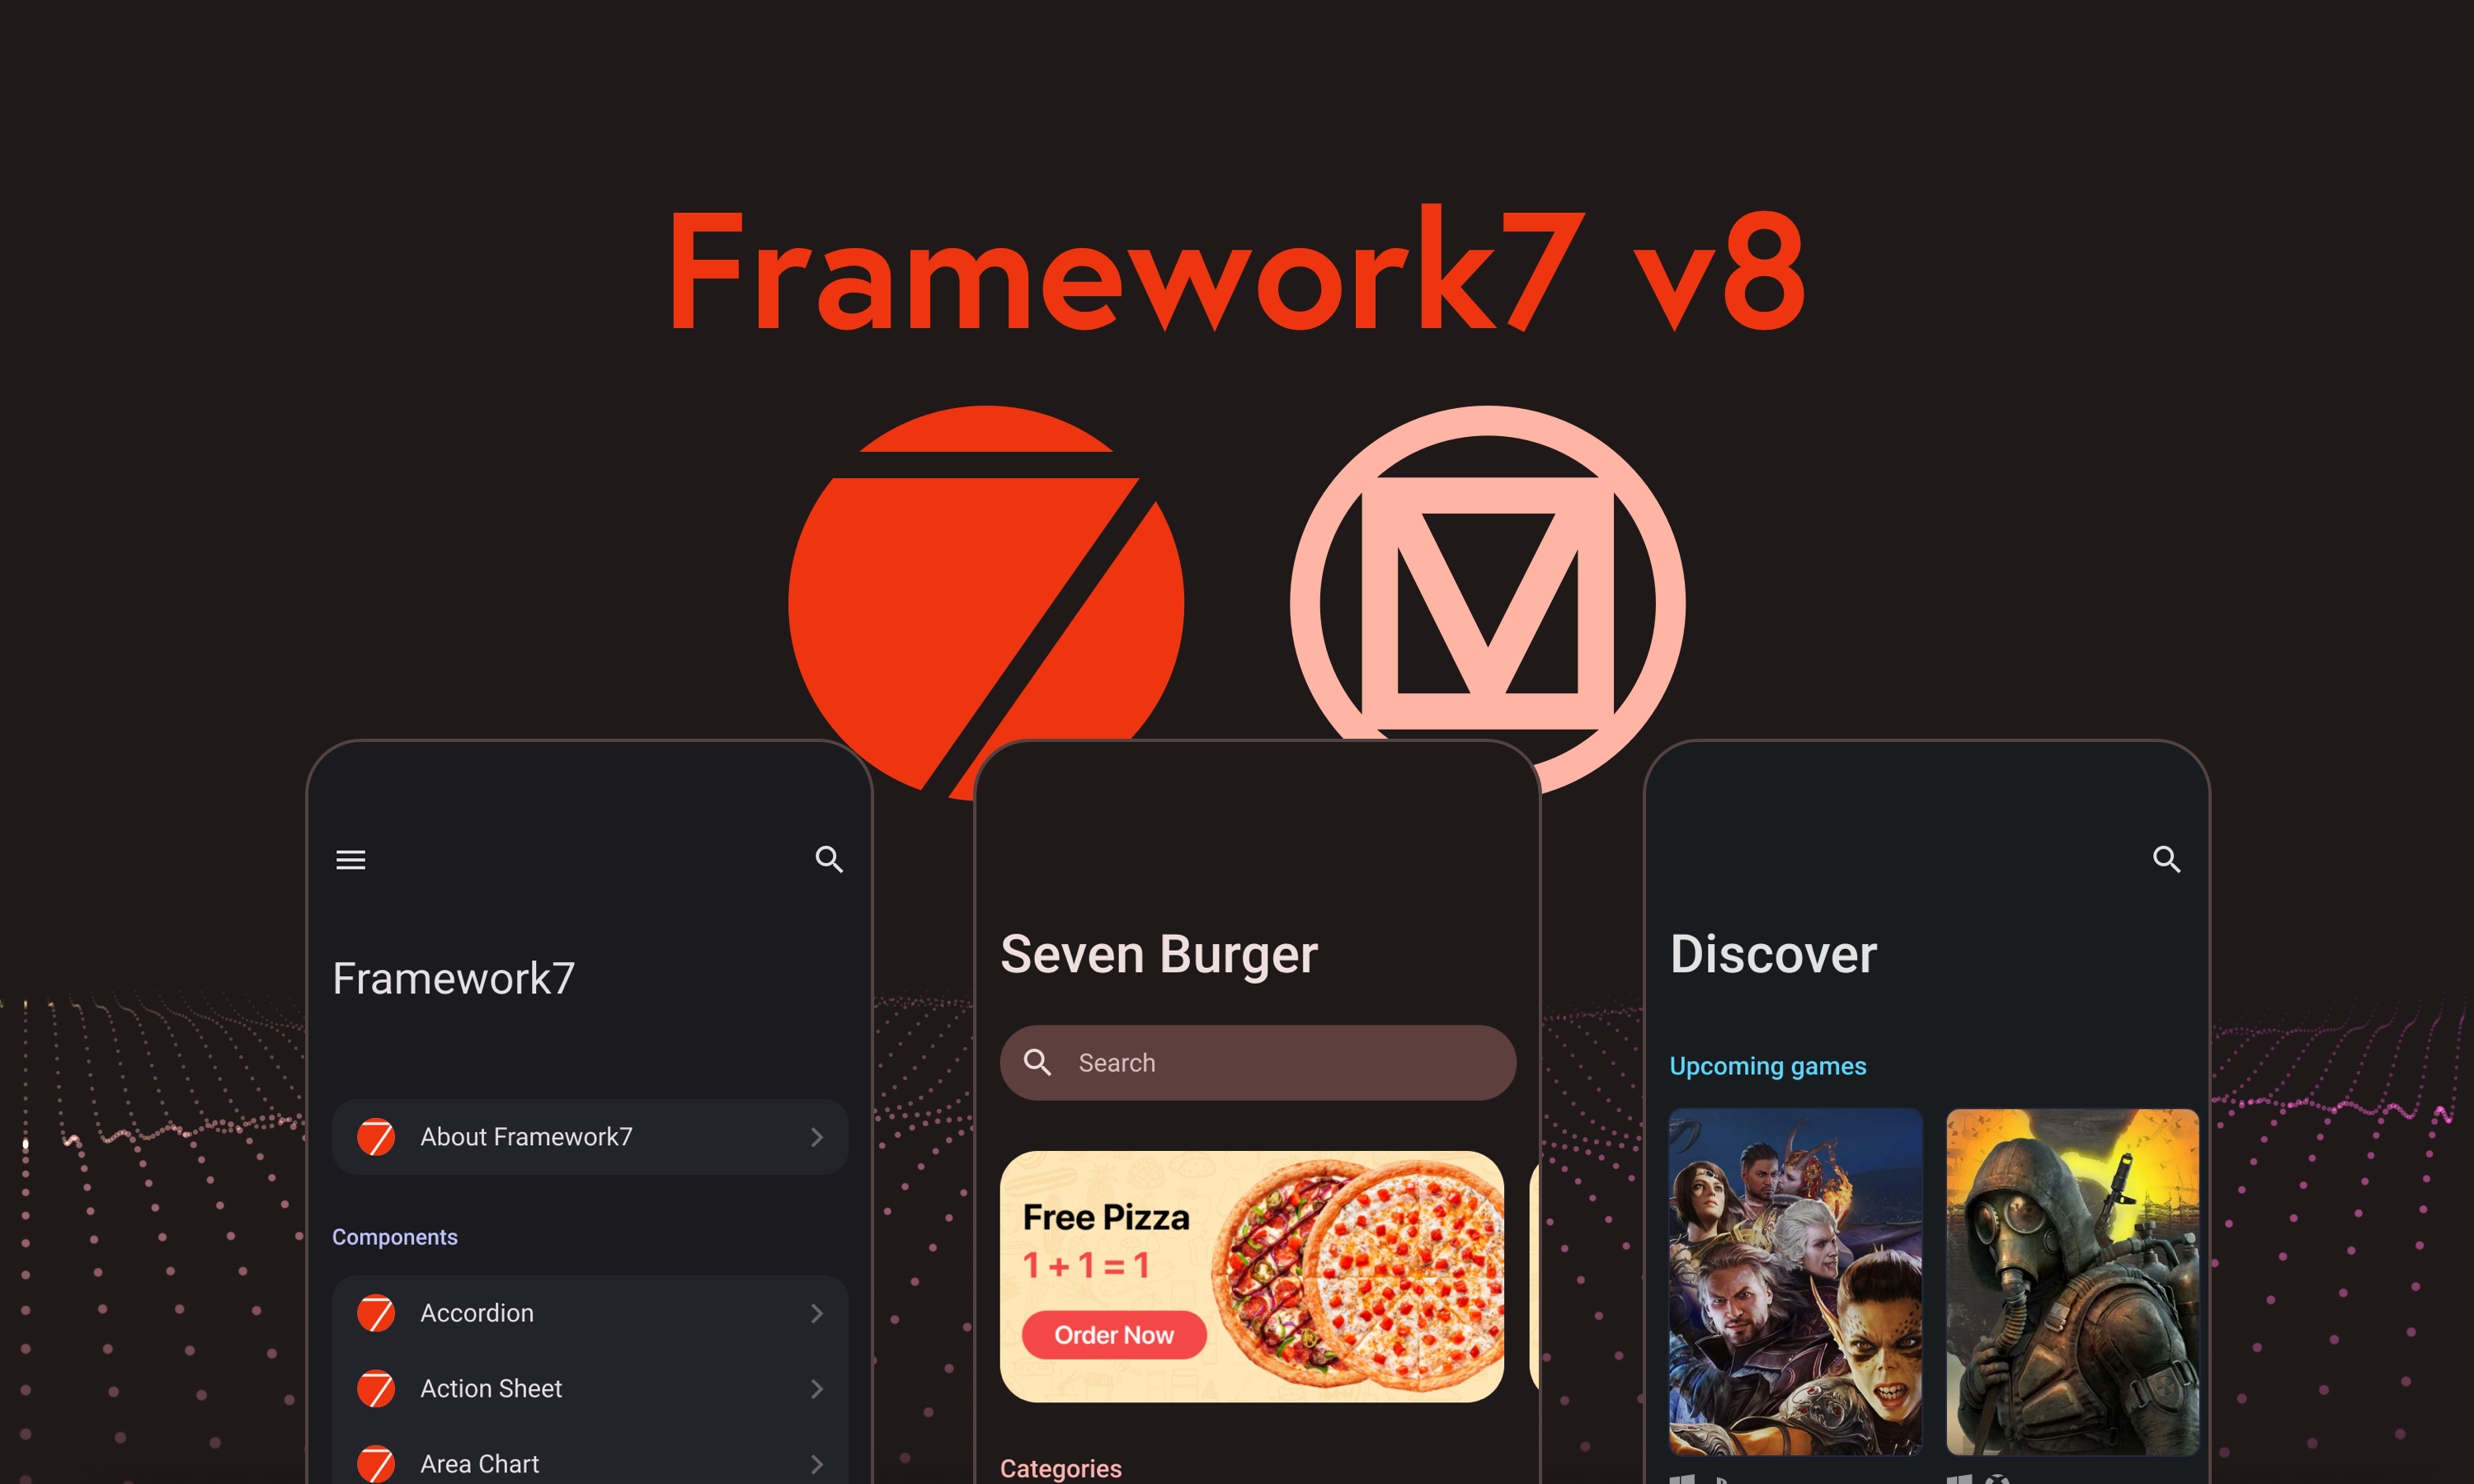 Framework7 v8
Framework7
About Framework7
Components
Accordion
Action Sheet
Area Chart
Seven Burger
Search
Free Pizza
1 + 1 = 1
Order Now
Categories
Discover
Upcoming games